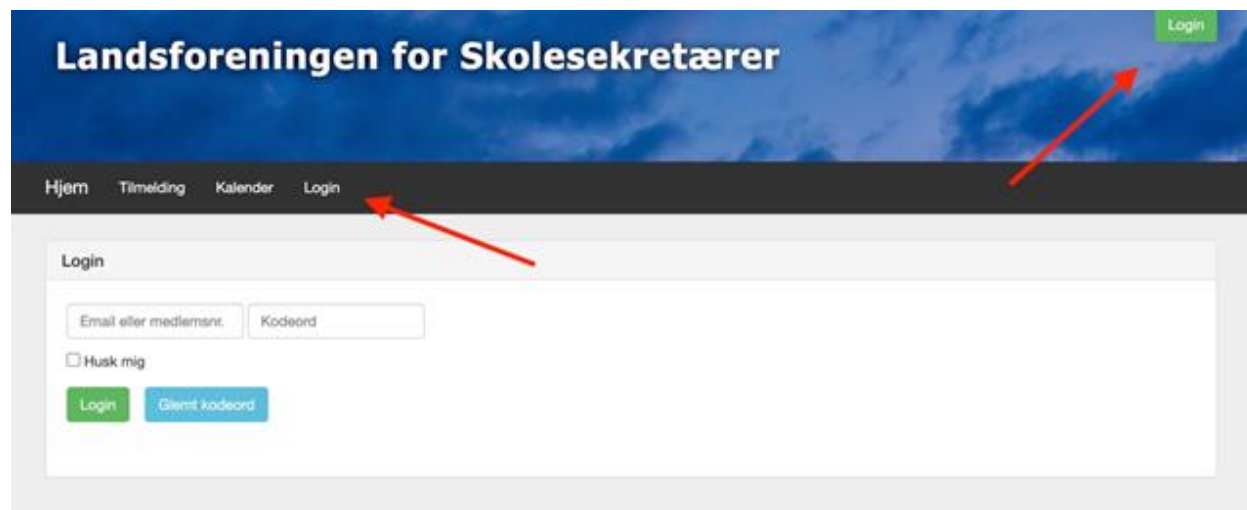 Login
Landsforeningen for Skolesekretærer
Hjem Tilmelding Kalender Login
Login
Email eller medlemsnr. Kodeord
Husk mig
Login Glemt kodeord